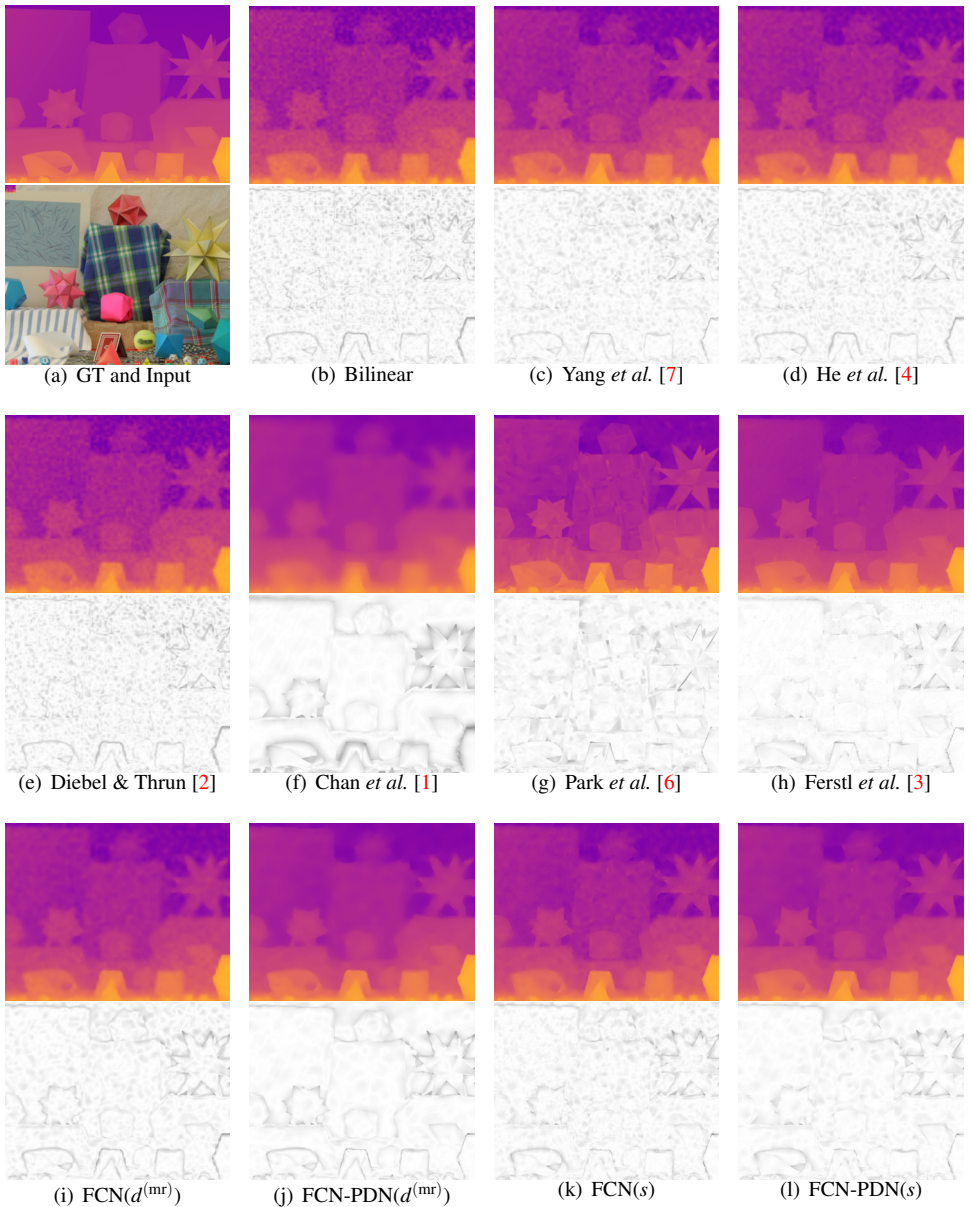 (a) GT and Input
(b) Bilinear
(c) Yang et al. [7]
(d) He et al. [4]
(e) Diebel & Thrun [2]
(f) Chan et al. [1]
(g) Park et al. [6]
(h) Ferstl et al. [3]
(i) FCN(d^(mr))
(j) FCN-PDN(d^(mr))
(k) FCN(s)
(l) FCN-PDN(s)